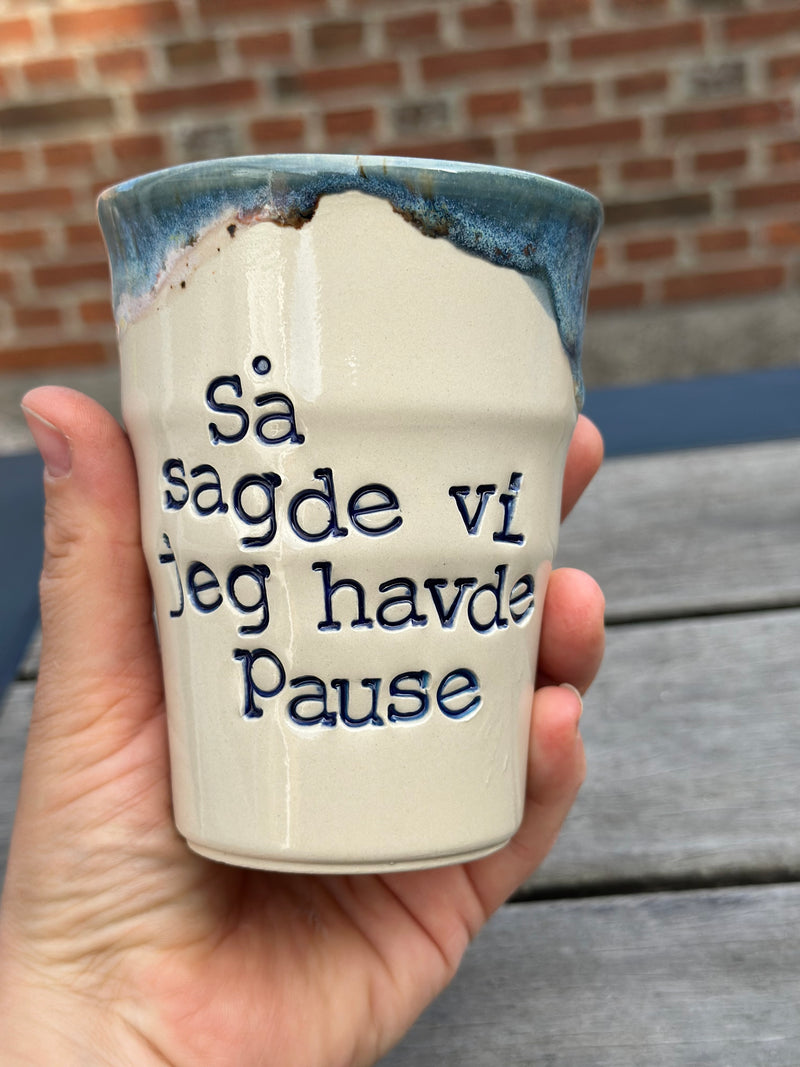 Så
sagde vi
jeg havde
Pause